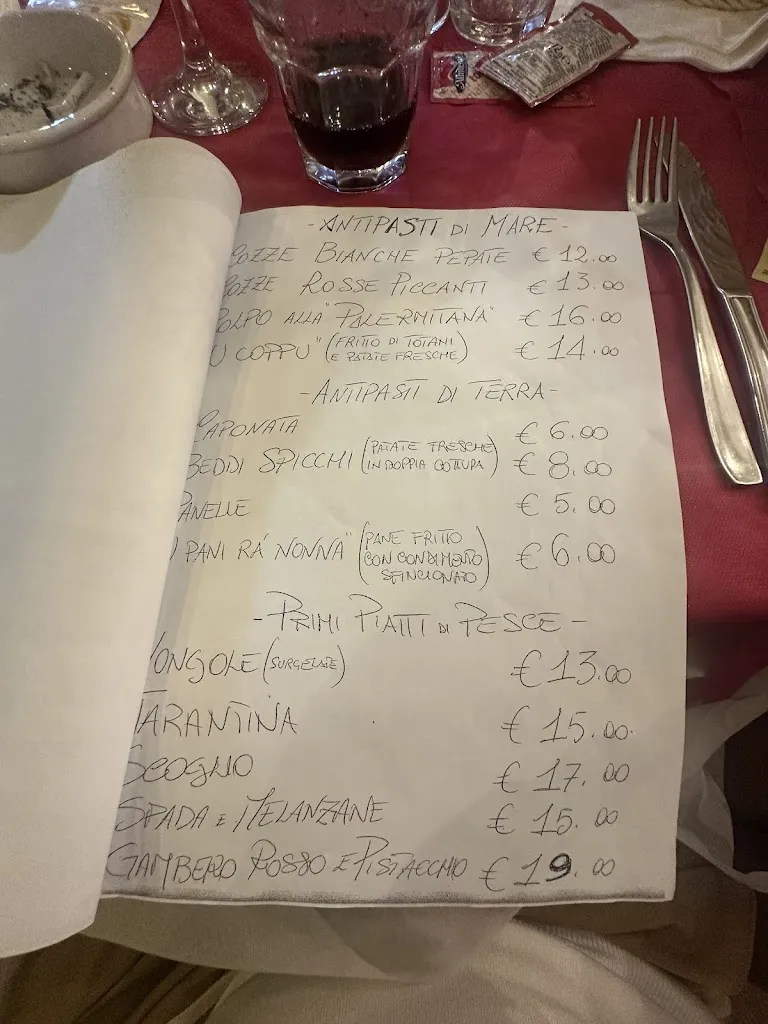 -ANTIPASTI DI MARE-
COZZE BIANCHE PEPATE € 12.00
COZZE ROSSE PICCANTI € 13.00
POLPO ALLA "PALERMITANA" € 16.00
U COPPU" (FRITTO DI TOTANI E PATATE FRESCHE) € 14.00
-ANTIPASTI DI TERRA-
CAPONATA € 6.00
BEDDI SPICCHI (PATATE FRESCHE IN DOPPIA COTTURA) € 8.00
PANELLE € 5.00
I PANI RÁ NONNA" (PANE FRITTO CON CONDIMENTO SFINCIONATO) € 6.00
-PRIMI PIATTI DI PESCE-
VONGOLE (SURGELATE) € 13.00
TARANTINA € 15.00
SCOGLIO € 17.00
SPADA E MELANZANE € 15.00
GAMBERO ROSSO E PISTACCHIO € 19.00